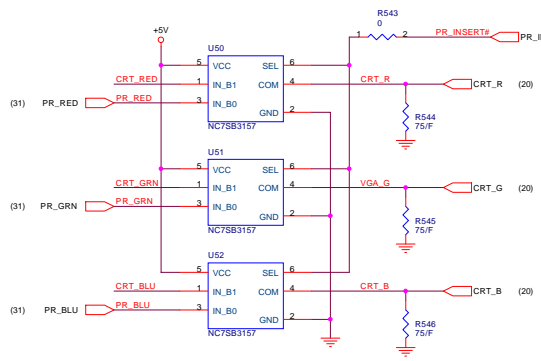 R543
0
+5V
1
2
PR_INSERT#
PR_I
U50
5 VCC SEL 6
CRT_RED
1 IN_B1 COM 4 CRT_R CRT_R (20)
(31) PR_RED PR_RED 3 IN_B0
GND 2
R544
75/F
NC7SB3157
U51
5 VCC SEL 6
CRT_GRN
1 IN_B1 COM 4 VGA_G CRT_G (20)
(31) PR_GRN PR_GRN 3 IN_B0
GND 2
R545
75/F
NC7SB3157
U52
5 VCC SEL 6
CRT_BLU
1 IN_B1 COM 4 CRT_B CRT_B (20)
(31) PR_BLU PR_BLU 3 IN_B0
GND 2
R546
75/F
NC7SB3157